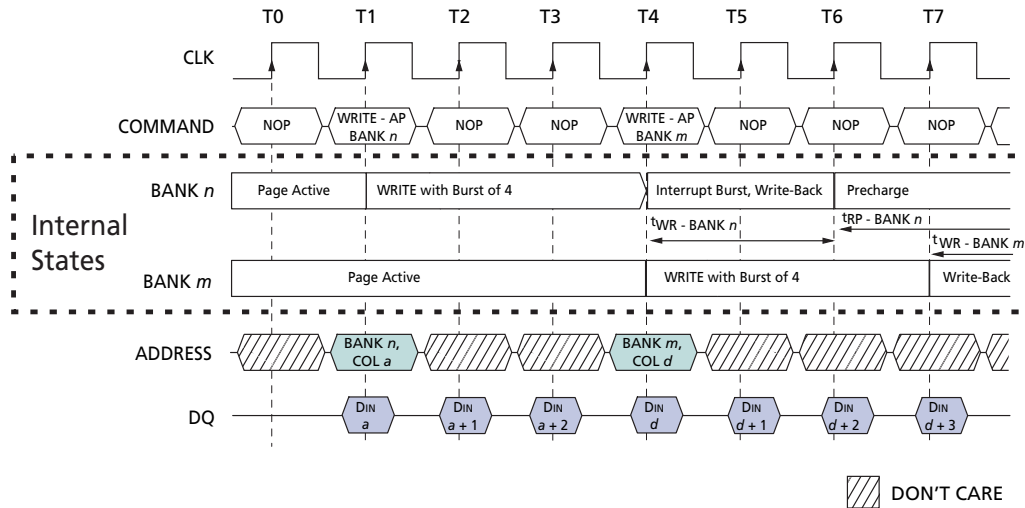 T0 T1 T2 T3 T4 T5 T6 T7
CLK
COMMAND NOP WRITE - AP BANK n NOP NOP WRITE - AP BANK m NOP NOP NOP
Internal States
BANK n Page Active WRITE with Burst of 4 Interrupt Burst, Write-Back Precharge
tWR - BANK n tRP - BANK n
tWR - BANK m
BANK m Page Active WRITE with Burst of 4 Write-Back
ADDRESS BANK n, COL a BANK m, COL d
DQ DIN a DIN a + 1 DIN a + 2 DIN d DIN d + 1 DIN d + 2 DIN d + 3
DON'T CARE